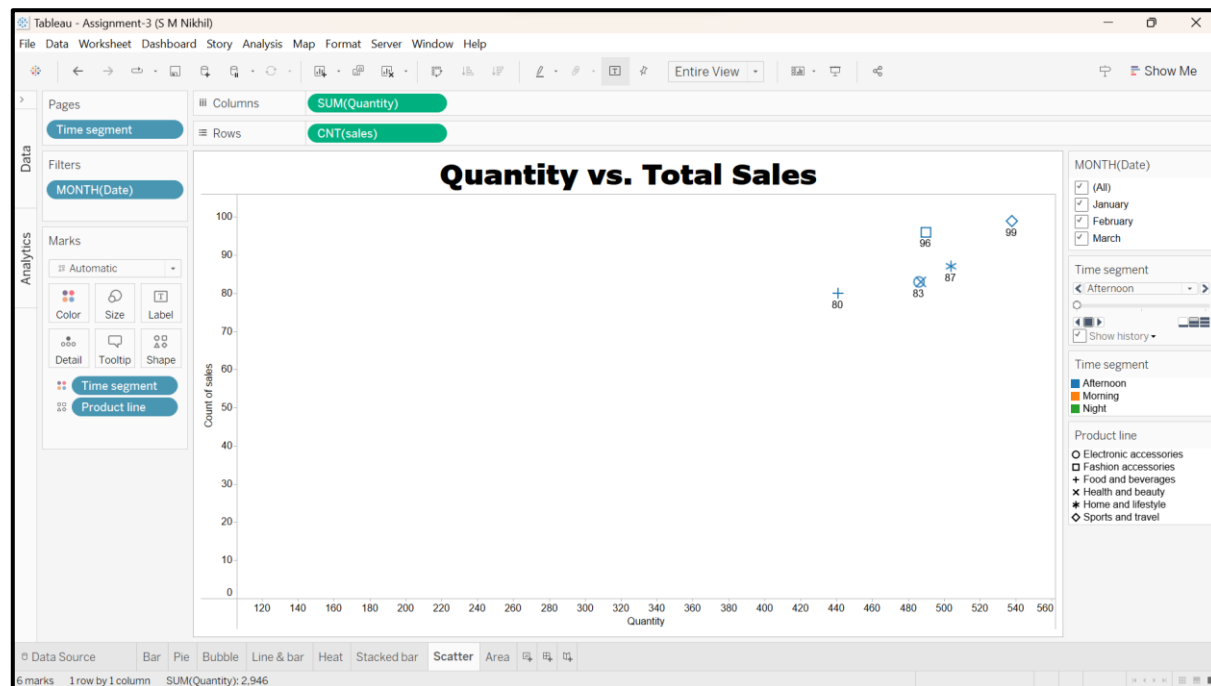 Tableau - Assignment-3 (S M Nikhil)
File Data Worksheet Dashboard Story Analysis Map Format Server Window Help
Entire View
Show Me
Pages
Time segment
Columns
SUM(Quantity)
Rows
CNT(sales)
Data
Analytics
Filters
MONTH(Date)
Marks
Automatic
Color Size Label
Detail Tooltip Shape
Time segment
Product line
Quantity vs. Total Sales
Count of sales
100
90
80
70
60
50
40
30
20
10
0
99
96
87
83
80
120 140 160 180 200 220 240 260 280 300 320 340 360 380 400 420 440 460 480 500 520 540 560
Quantity
MONTH(Date)
(All)
January
February
March
Time segment
Afternoon
Show history
Time segment
Afternoon
Morning
Night
Product line
Electronic accessories
Fashion accessories
Food and beverages
Health and beauty
Home and lifestyle
Sports and travel
Data Source Bar Pie Bubble Line & bar Heat Stacked bar Scatter Area
6 marks 1 row by 1 column SUM(Quantity): 2,946